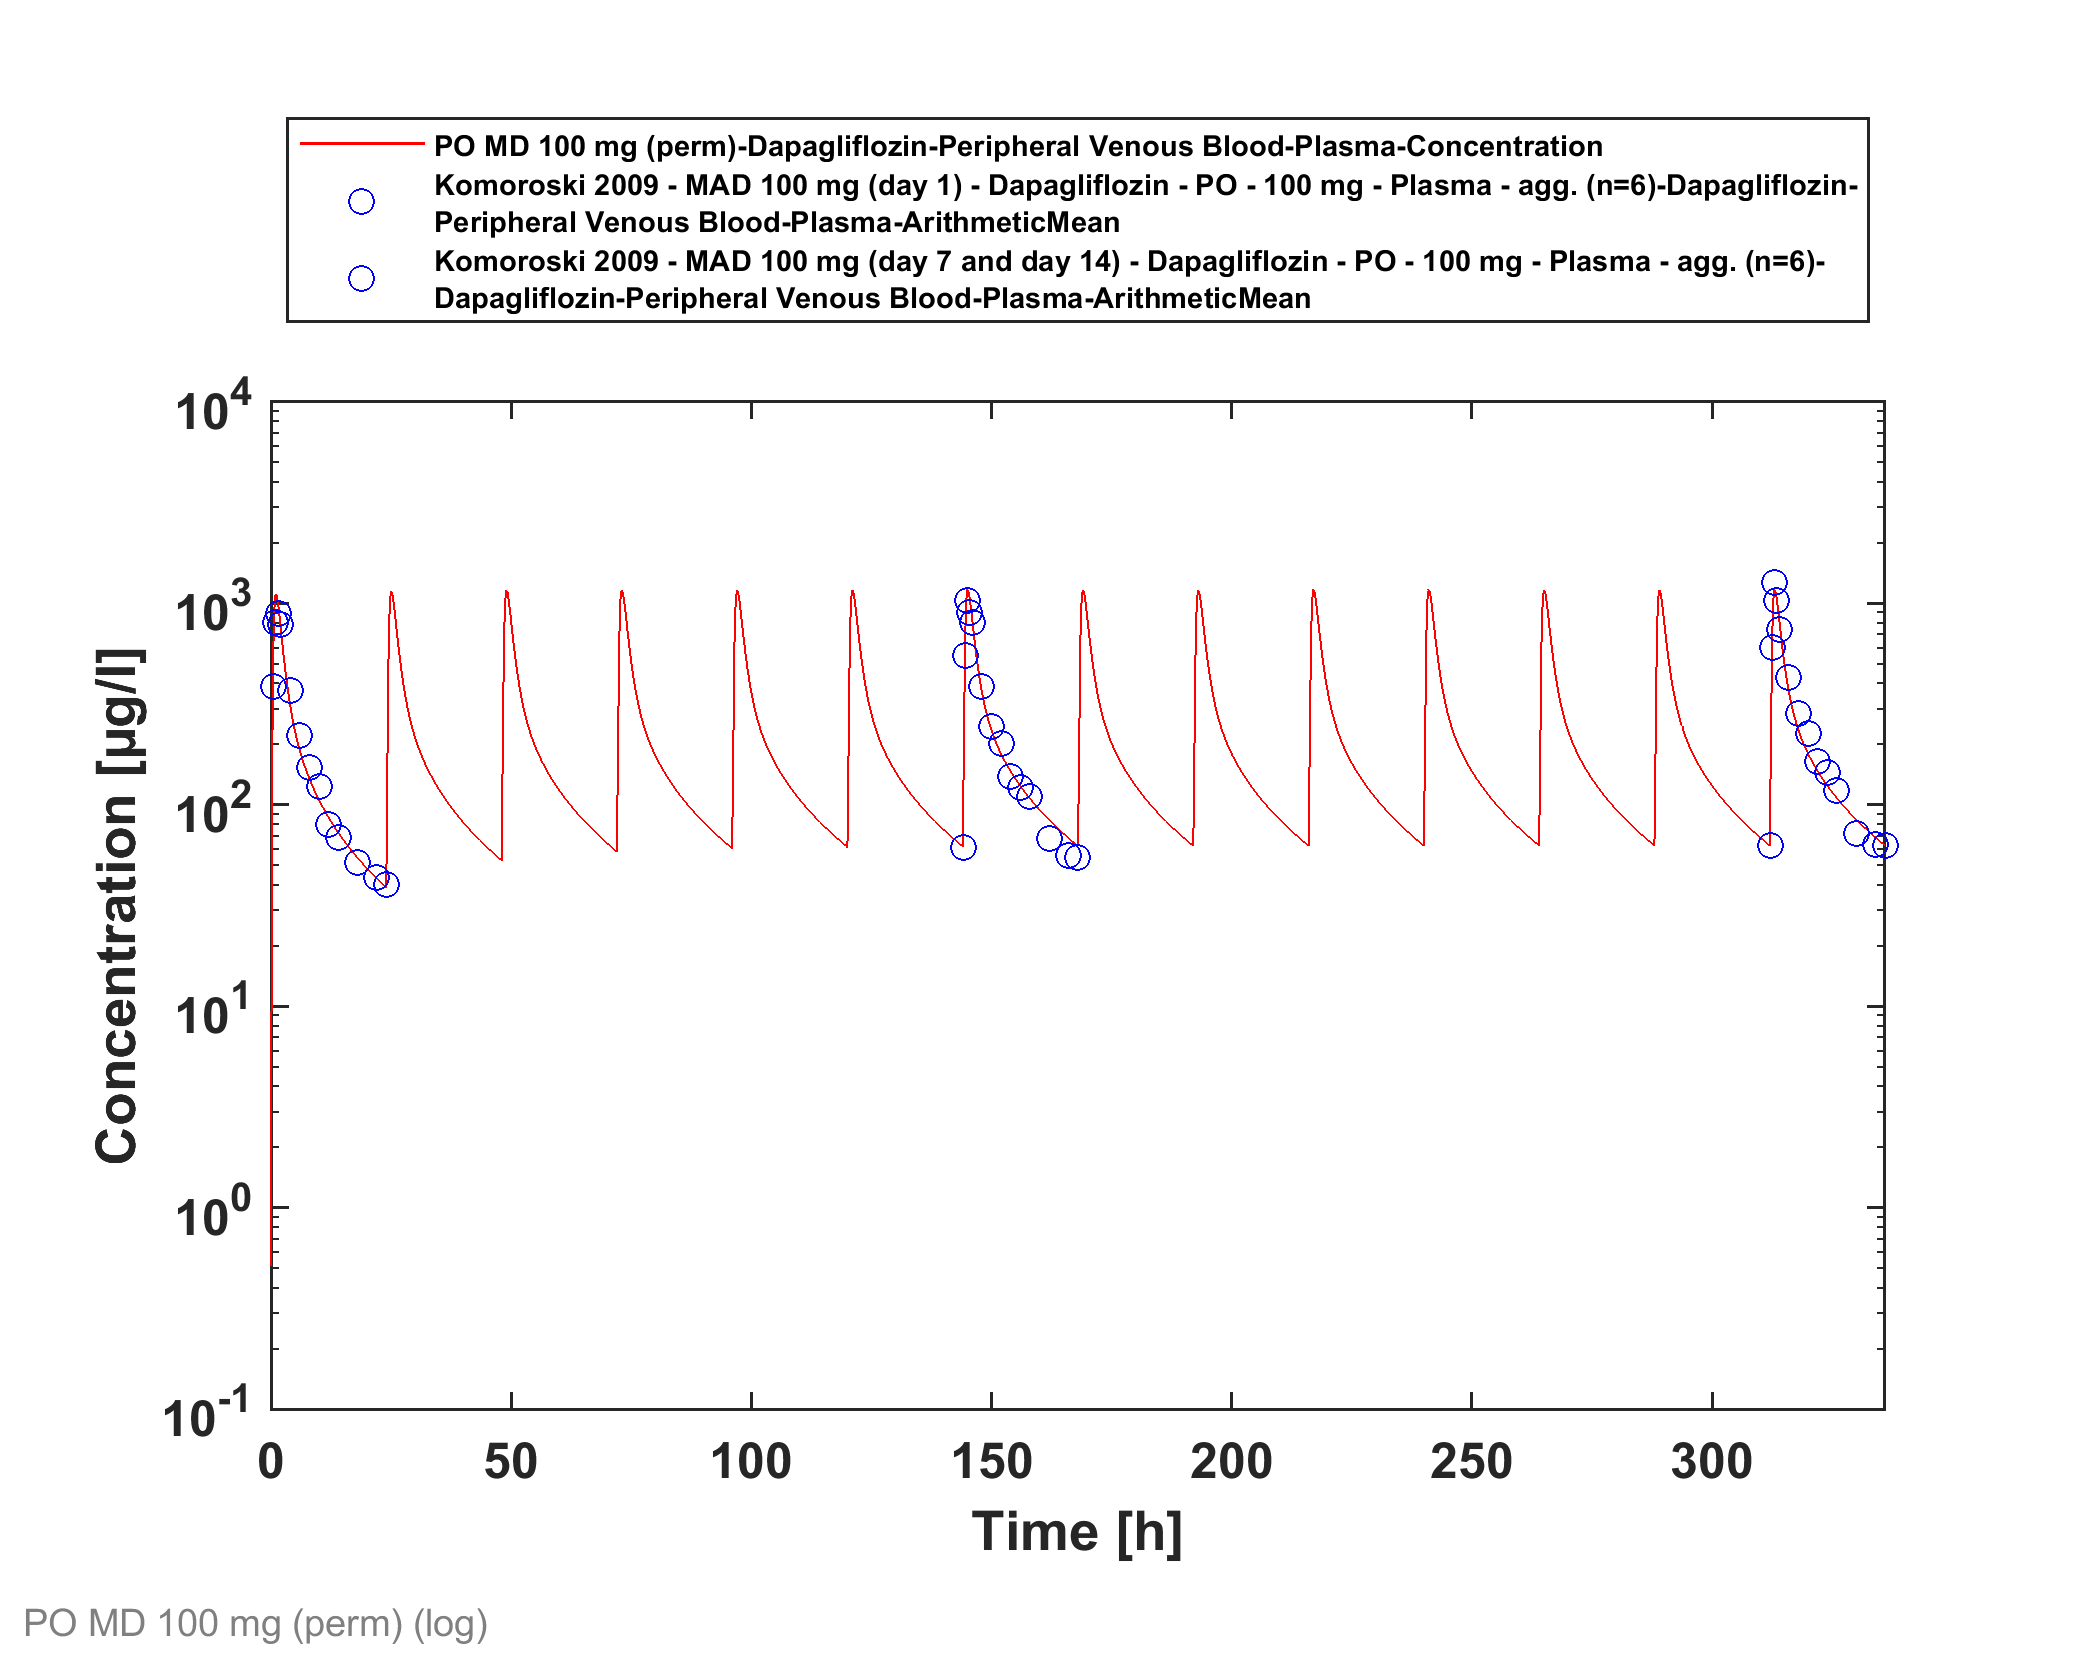 PO MD 100 mg (perm)-Dapagliflozin-Peripheral Venous Blood-Plasma-Concentration
Komoroski 2009 - MAD 100 mg (day 1) - Dapagliflozin - PO - 100 mg - Plasma - agg. (n=6)-Dapagliflozin-
Peripheral Venous Blood-Plasma-ArithmeticMean
Komoroski 2009 - MAD 100 mg (day 7 and day 14) - Dapagliflozin - PO - 100 mg - Plasma - agg. (n=6)-
Dapagliflozin-Peripheral Venous Blood-Plasma-ArithmeticMean
10^4
10^3
10^2
10^1
10^0
10^-1
Concentration [µg/l]
0 50 100 150 200 250 300
Time [h]
PO MD 100 mg (perm) (log)